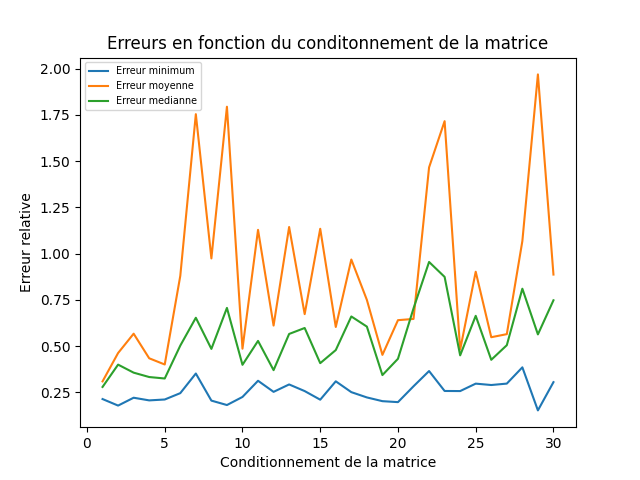 Erreurs en fonction du conditonnement de la matrice
Erreur minimum
Erreur moyenne
Erreur medianne
Erreur relative
2.00
1.75
1.50
1.25
1.00
0.75
0.50
0.25
0 5 10 15 20 25 30
Conditionnement de la matrice